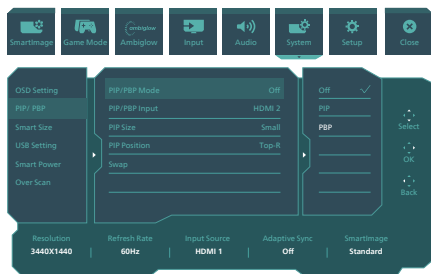 SmartImage
Game Mode
ambiglow
Ambiglow
Input
Audio
System
Setup
Close
OSD Setting
PIP/ PBP
Smart Size
USB Setting
Smart Power
Over Scan
PIP/PBP Mode Off
PIP/PBP Input HDMI 2
PIP Size Small
PIP Position Top-R
Swap
Off
PIP
PBP
Select
OK
Back
Resolution Refresh Rate Input Source Adaptive Sync SmartImage
3440X1440 | 60Hz | HDMI 1 | Off | Standard